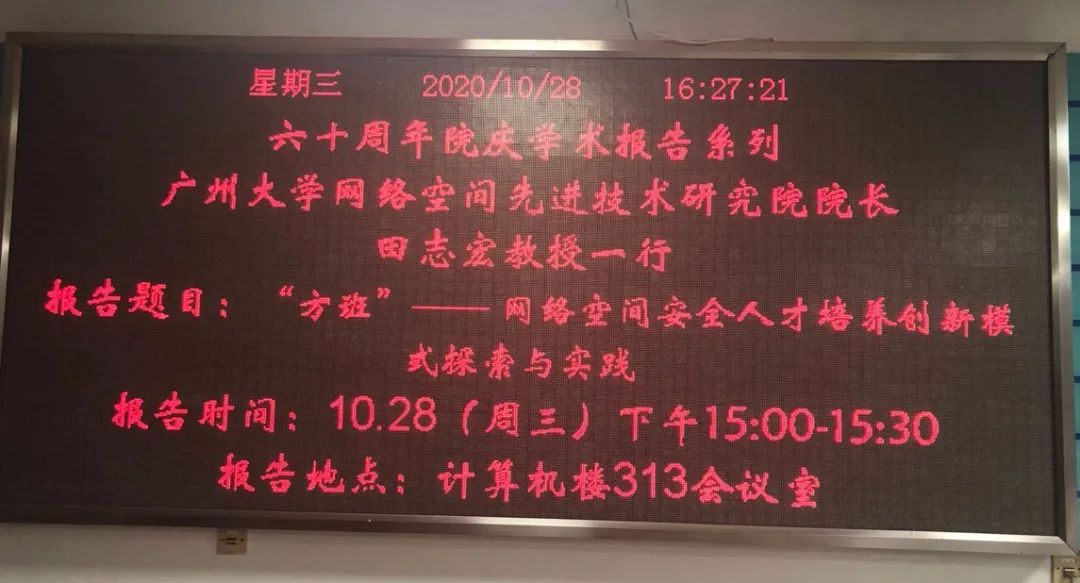 星期三 2020/10/28 16:27:21
六十周年院庆学术报告系列
广州大学网络空间先进技术研究院院长
田志宏教授一行
报告题目：“方班”——网络空间安全人才培养创新模
式探索与实践
报告时间：10.28（周三）下午15:00-15:30
报告地点：计算机楼313会议室